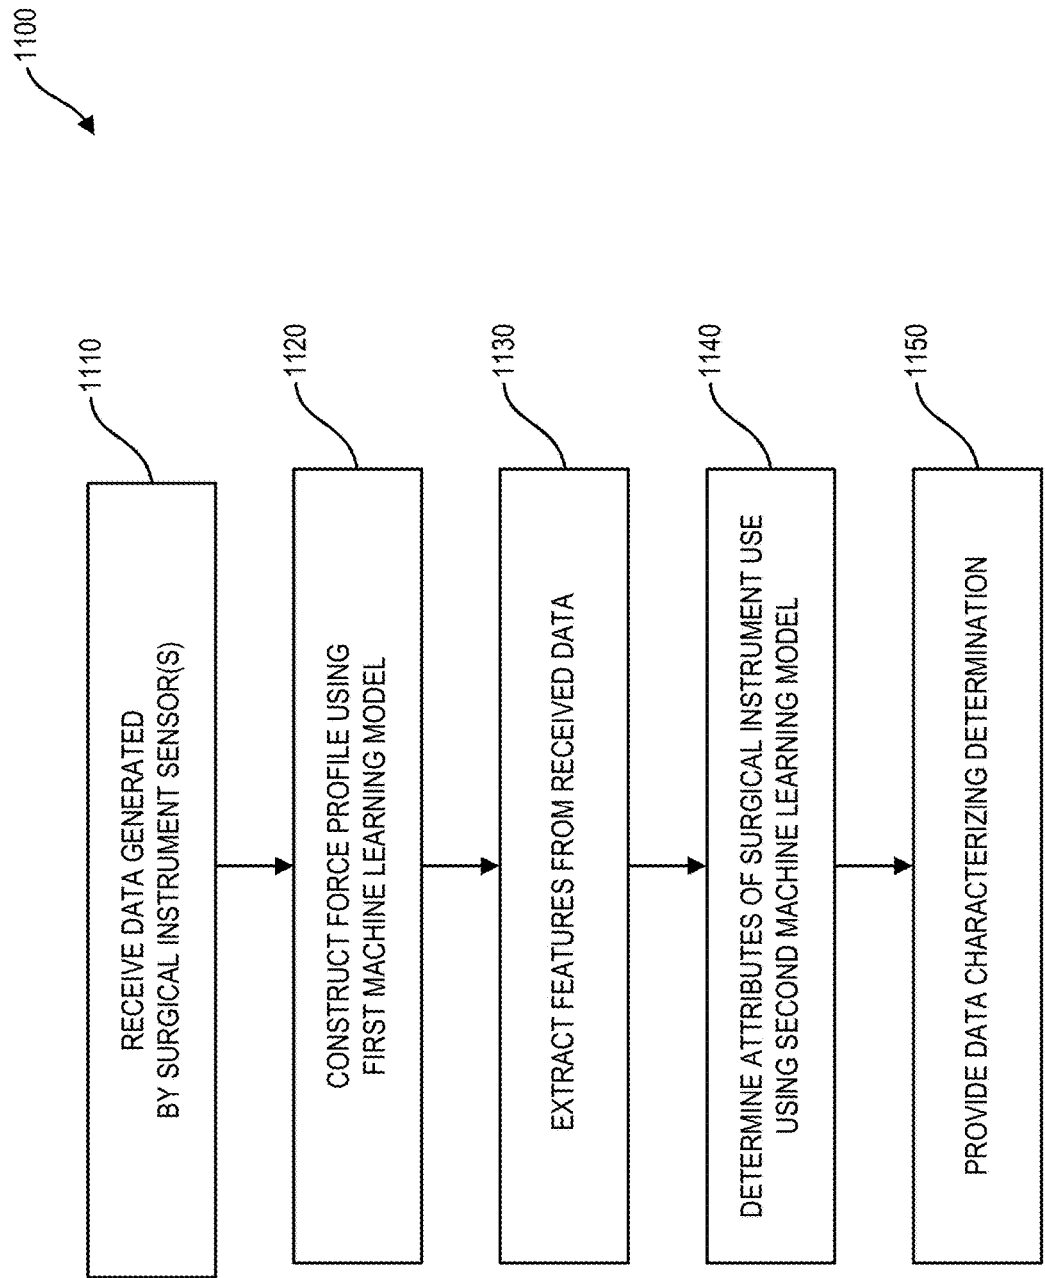 1100
1110
RECEIVE DATA GENERATED
BY SURGICAL INSTRUMENT SENSOR(S)
1120
CONSTRUCT FORCE PROFILE USING
FIRST MACHINE LEARNING MODEL
1130
EXTRACT FEATURES FROM RECEIVED DATA
1140
DETERMINE ATTRIBUTES OF SURGICAL INSTRUMENT USE
USING SECOND MACHINE LEARNING MODEL
1150
PROVIDE DATA CHARACTERIZING DETERMINATION